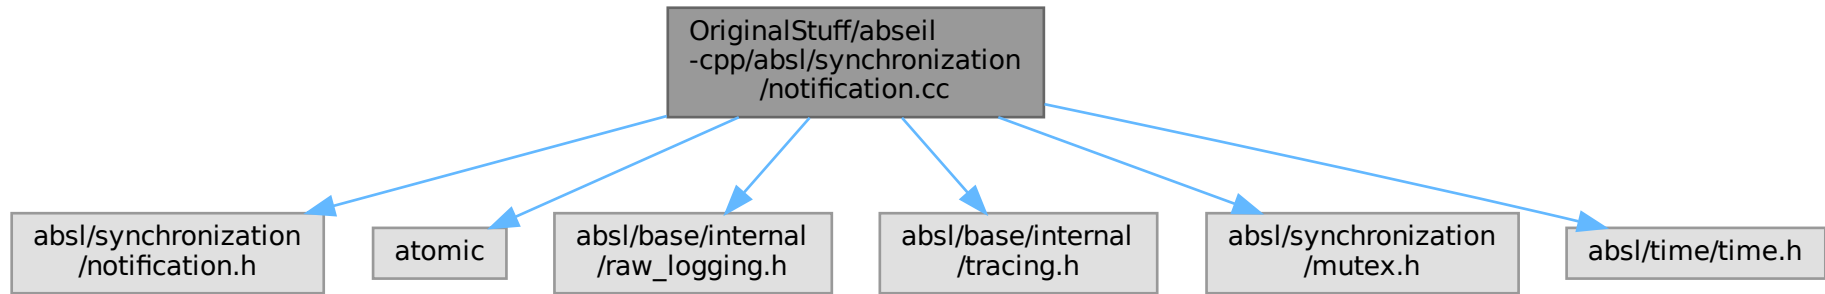 OriginalStuff/abseil
-cpp/absl/synchronization
/notification.cc
absl/synchronization
/notification.h
atomic
absl/base/internal
/raw_logging.h
absl/base/internal
/tracing.h
absl/synchronization
/mutex.h
absl/time/time.h